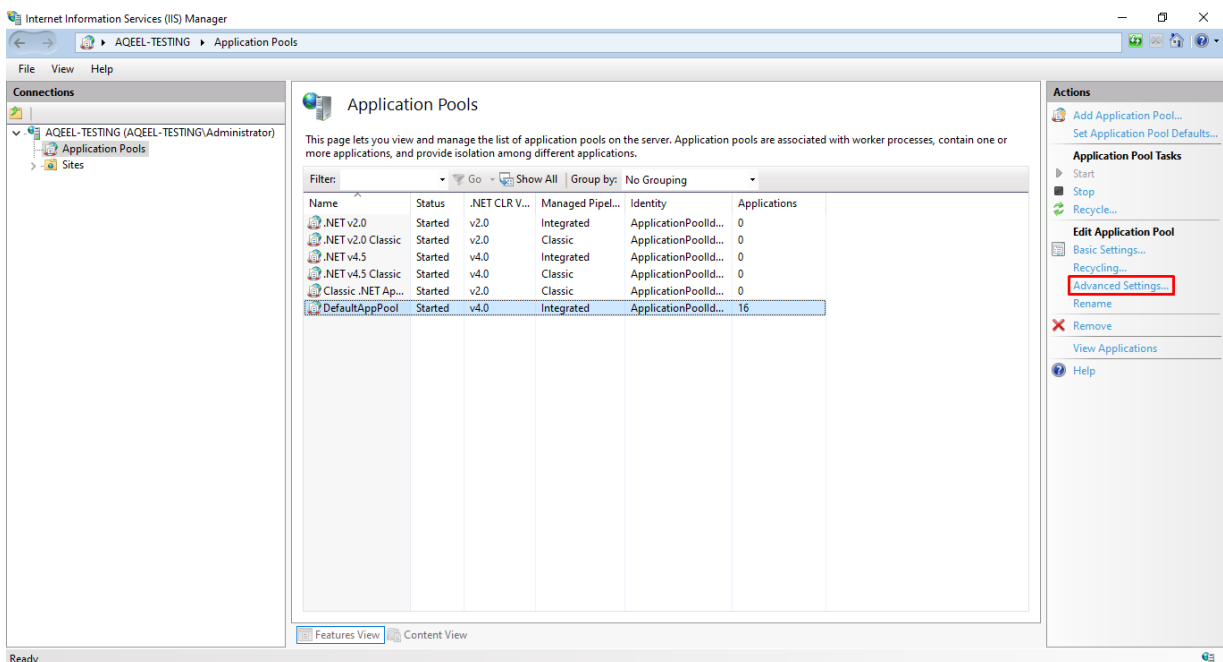 Internet Information Services (IIS) Manager
AQEEL-TESTING Application Pools
File View Help
Connections
AQEEL-TESTING (AQEEL-TESTING\Administrator)
Application Pools
Sites
Application Pools
This page lets you view and manage the list of application pools on the server. Application pools are associated with worker processes, contain one or
more applications, and provide isolation among different applications.
Filter: Go Show All Group by: No Grouping
Name Status .NET CLR V... Managed Pipel... Identity Applications
.NET v2.0 Started v2.0 Integrated ApplicationPoolId... 0
.NET v2.0 Classic Started v2.0 Classic ApplicationPoolId... 0
.NET v4.5 Started v4.0 Integrated ApplicationPoolId... 0
.NET v4.5 Classic Started v4.0 Classic ApplicationPoolId... 0
Classic .NET Ap... Started v2.0 Classic ApplicationPoolId... 0
DefaultAppPool Started v4.0 Integrated ApplicationPoolId... 16
Features View Content View
Actions
Add Application Pool...
Set Application Pool Defaults...
Application Pool Tasks
Start
Stop
Recycle...
Edit Application Pool
Basic Settings...
Recycling...
Advanced Settings...
Rename
Remove
View Applications
Help
Ready